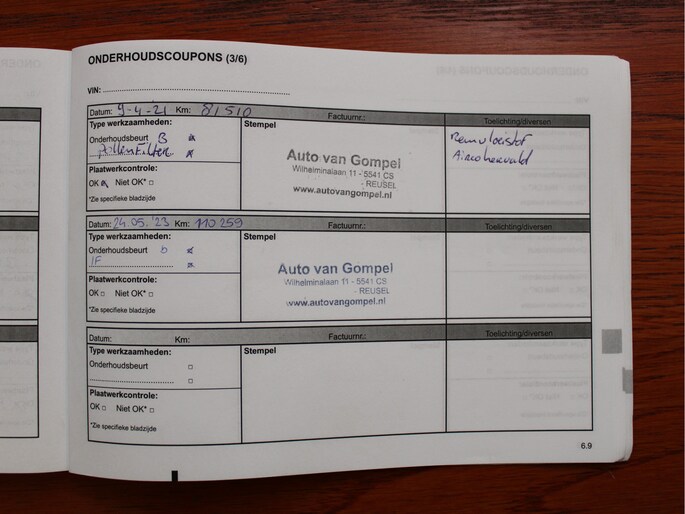 ONDERHOUDSCOUPONS (3/6)
VIN:
Datum: 9-4-21 Km: 81510 Factuurnr.: Toelichting/diversen
Type werkzaamheden:
Onderhoudsbeurt B
Pollenfilter
Stempel
Auto van Gompel
Wilhelminalaan 11 - 5541 CS
- REUSEL
www.autovangompel.nl
Remvloeistof
Aircohervuld
Plaatwerkcontrole:
OK Niet OK*
*Zie specifieke bladzijde
Datum: 24.05.'23 Km: 110259 Factuurnr.: Toelichting/diversen
Type werkzaamheden:
Onderhoudsbeurt b
IF
Stempel
Auto van Gompel
Wilhelminalaan 11 - 5541 CS
- REUSEL
www.autovangompel.nl
Plaatwerkcontrole:
OK Niet OK*
*Zie specifieke bladzijde
Datum: Km: Factuurnr.: Toelichting/diversen
Type werkzaamheden:
Onderhoudsbeurt
Stempel
Plaatwerkcontrole:
OK Niet OK*
*Zie specifieke bladzijde
6.9